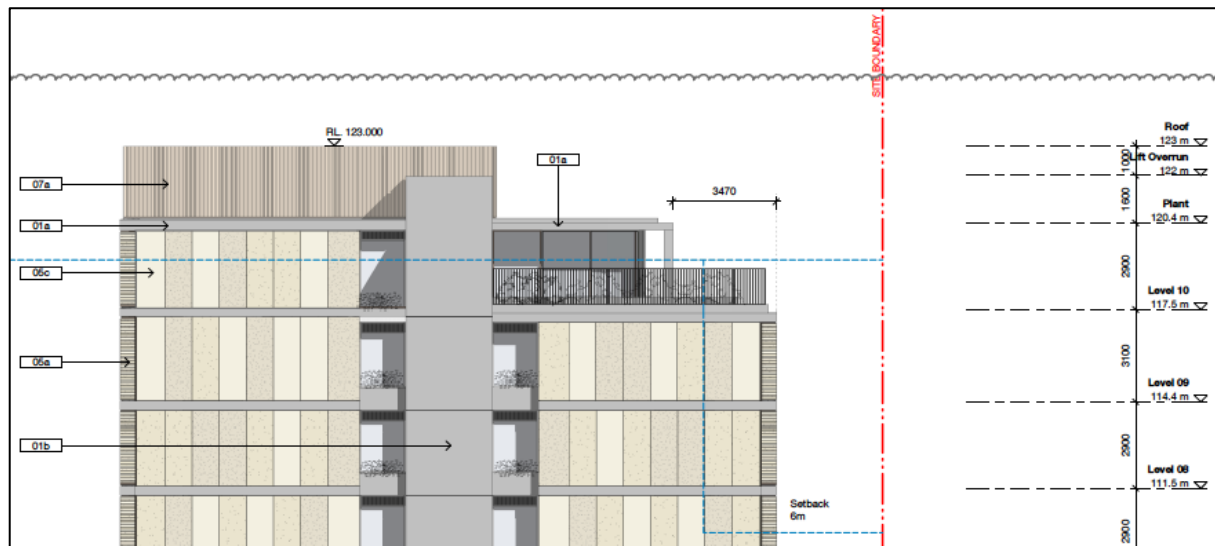 SITE BOUNDARY
RL. 123.000
01a
Roof
123 m
1000
Lift Overrun
122 m
07a
1600
3470
Plant
120.4 m
01a
2900
05c
Level 10
117.5 m
3100
05a
Level 09
114.4 m
2900
01b
Level 08
111.5 m
Setback
6m
2900